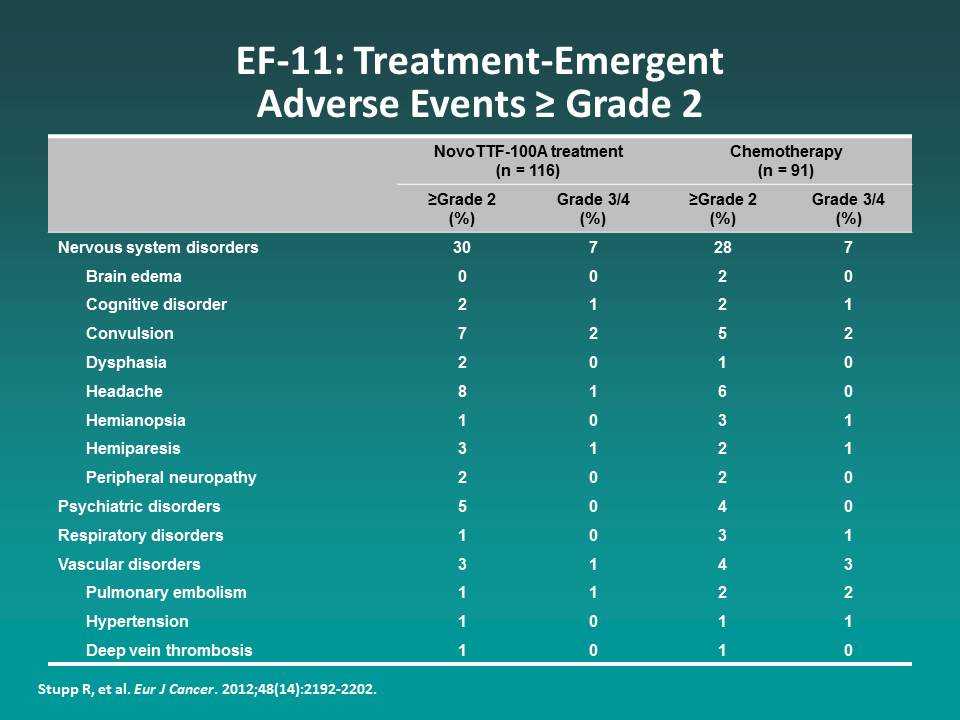 EF-11: Treatment-Emergent
Adverse Events ≥ Grade 2
NovoTTF-100A treatment Chemotherapy
(n = 116) (n = 91)
≥Grade 2 Grade 3/4 ≥Grade 2 Grade 3/4
(%) (%) (%) (%)
Nervous system disorders 30 7 28 7
Brain edema 0 0 2 0
Cognitive disorder 2 1 2 1
Convulsion 7 2 5 2
Dysphasia 2 0 1 0
Headache 8 1 6 0
Hemianopsia 1 0 3 1
Hemiparesis 3 1 2 1
Peripheral neuropathy 2 0 2 0
Psychiatric disorders 5 0 4 0
Respiratory disorders 1 0 3 1
Vascular disorders 3 1 4 3
Pulmonary embolism 1 1 2 2
Hypertension 1 0 1 1
Deep vein thrombosis 1 0 1 0
Stupp R, et al. Eur J Cancer. 2012;48(14):2192-2202.